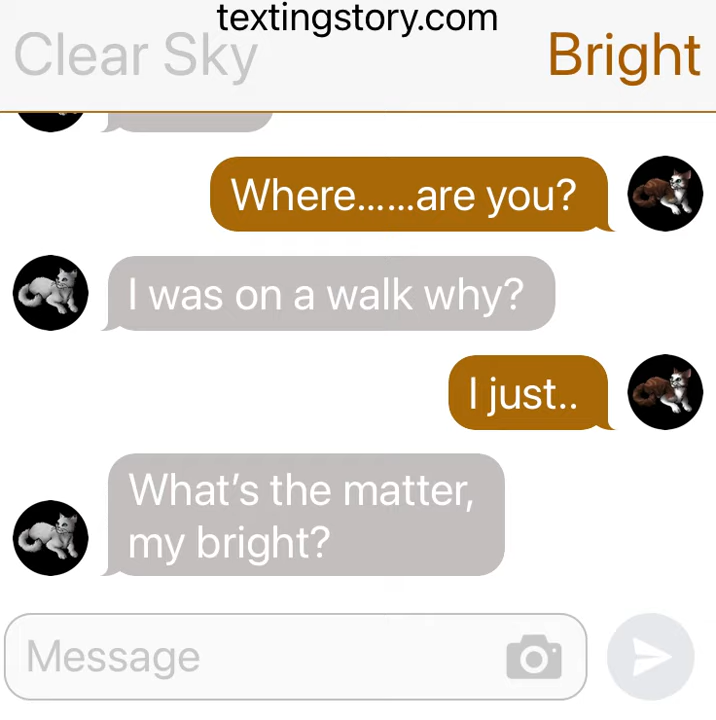 textingstory.com
Clear Sky
Bright
Where......are you?
I was on a walk why?
I just..
What’s the matter,
my bright?
Message